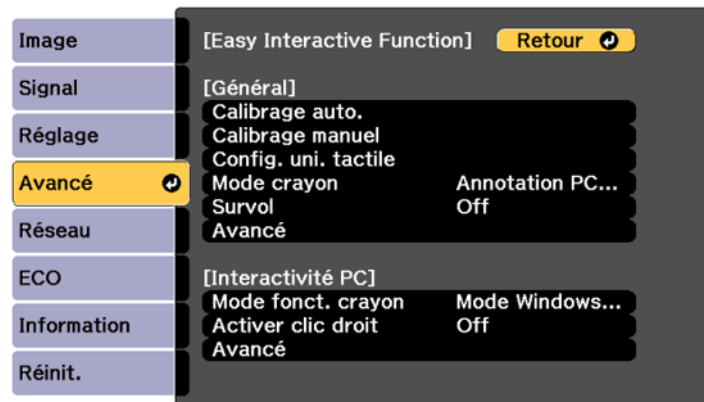 Image
Signal
Réglage
Avancé
Réseau
ECO
Information
Réinit.
[Easy Interactive Function] Retour
[Général]
Calibrage auto.
Calibrage manuel
Config. uni. tactile
Mode crayon Annotation PC...
Survol Off
Avancé
[Interactivité PC]
Mode fonct. crayon Mode Windows...
Activer clic droit Off
Avancé